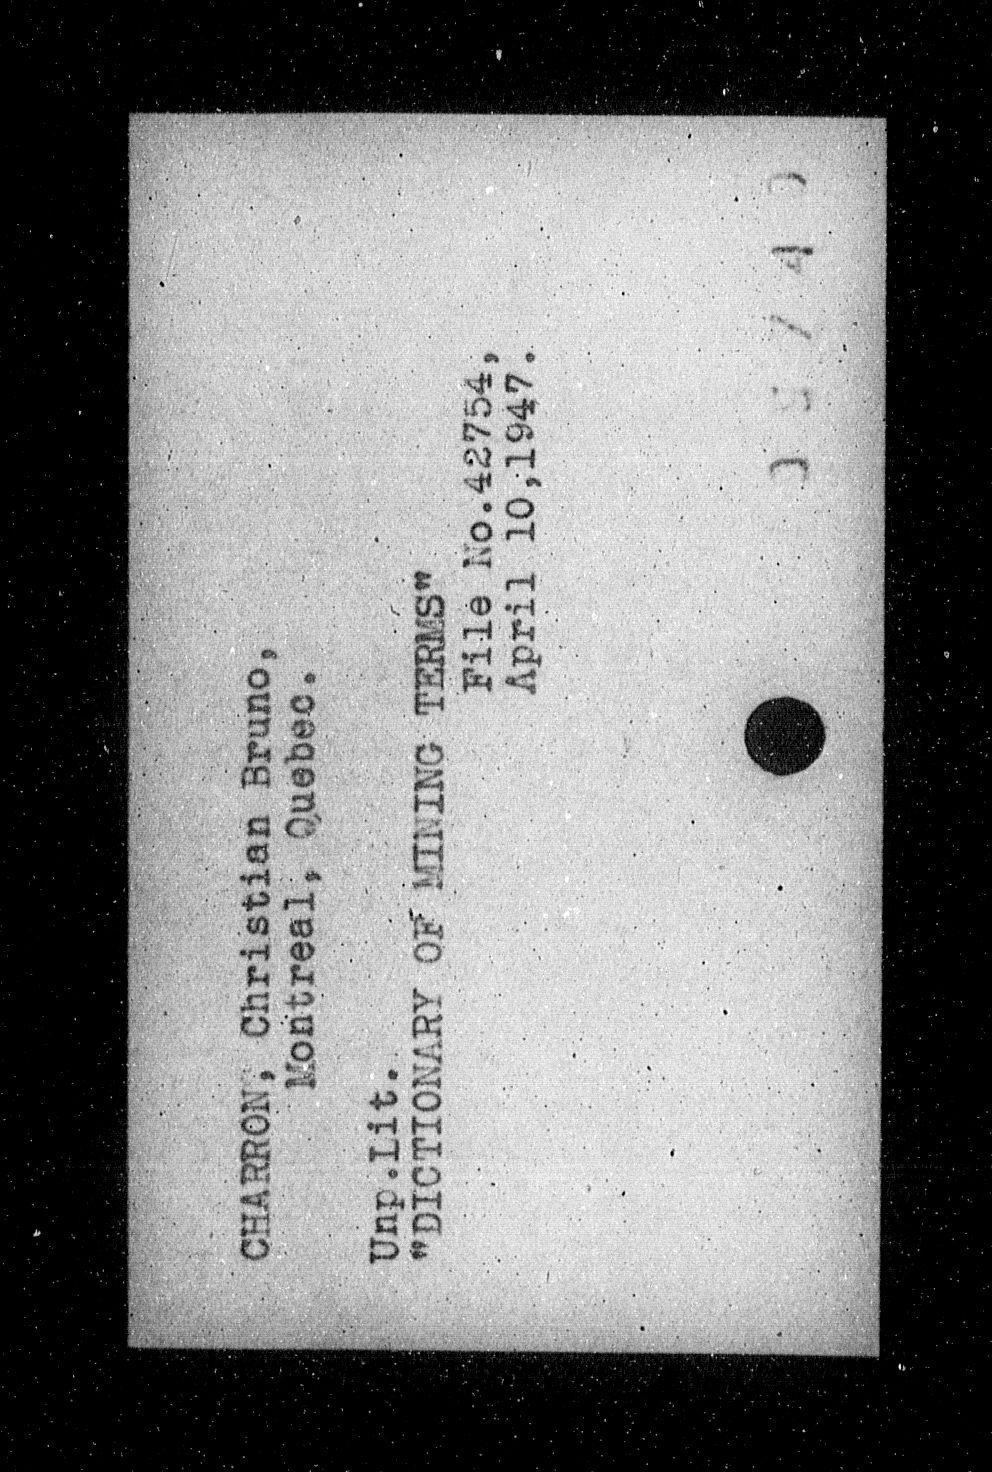 CHARRON, Christian Bruno,
Montreal, Quebec.
Unp.Lit.
"DICTIONARY OF MINING TERMS"
File No.42754,
April 10,1947.